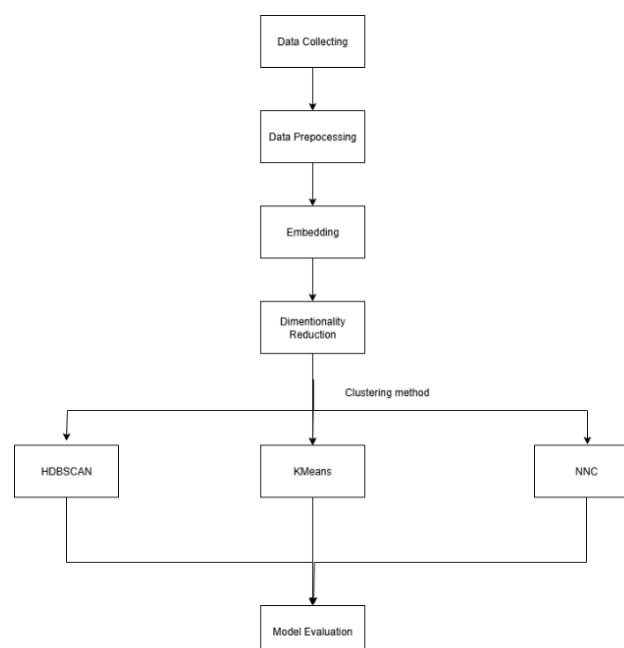 Data Collecting
Data Prepocessing
Embedding
Dimentionality
Reduction
Clustering method
HDBSCAN
KMeans
NNC
Model Evaluation